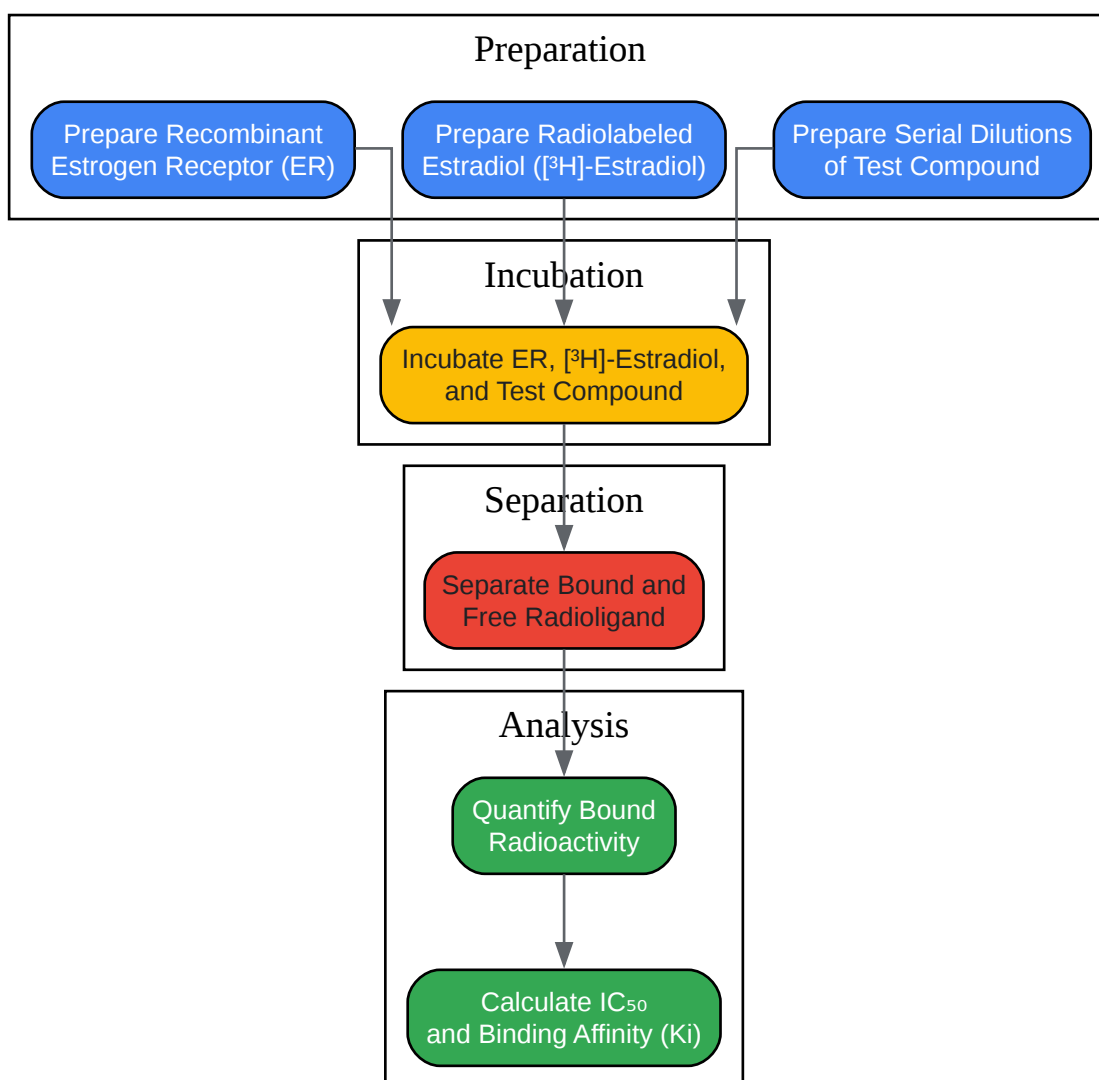 Preparation
Prepare Recombinant
Estrogen Receptor (ER)
Prepare Radiolabeled
Estradiol ([³H]-Estradiol)
Prepare Serial Dilutions
of Test Compound
Incubation
Incubate ER, [³H]-Estradiol,
and Test Compound
Separation
Separate Bound and
Free Radioligand
Analysis
Quantify Bound
Radioactivity
Calculate IC₅₀
and Binding Affinity (Ki)